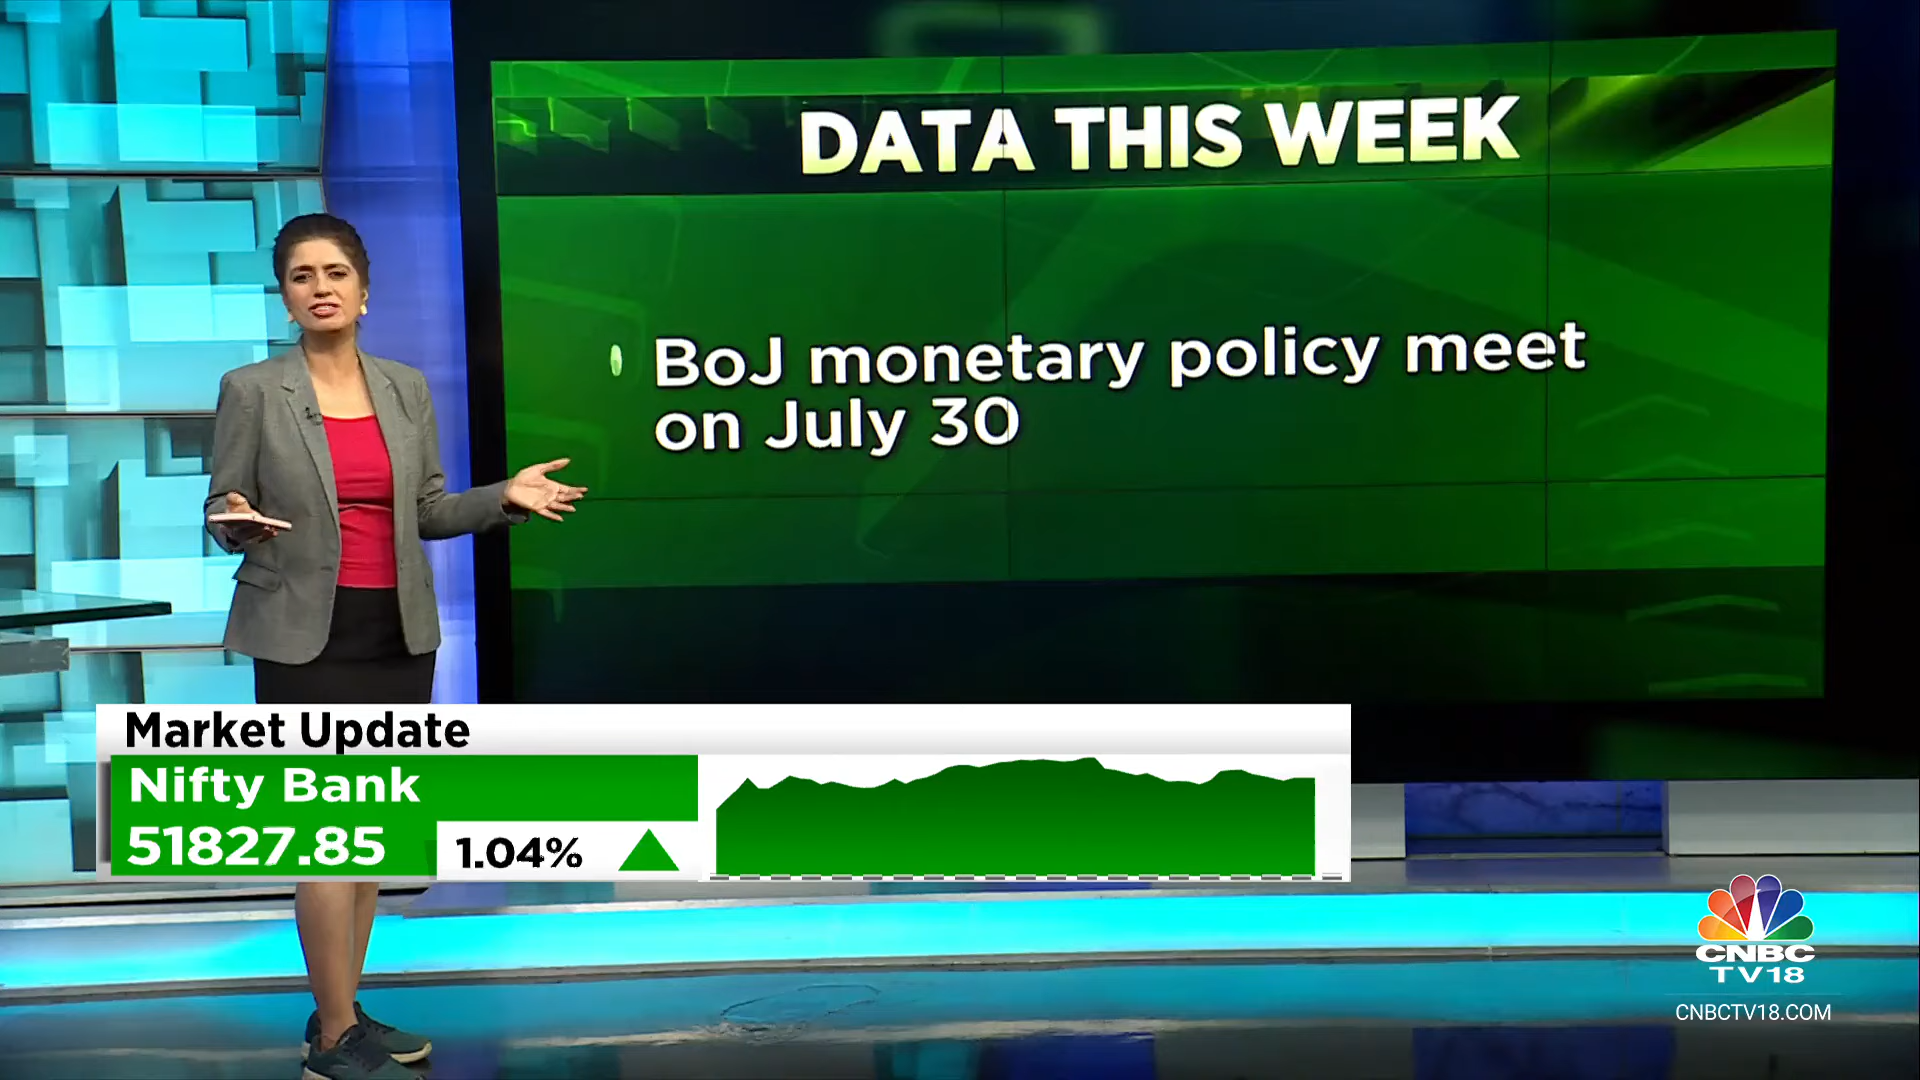 DATA THIS WEEK
BoJ monetary policy meet
on July 30
Market Update
Nifty Bank
51827.85
1.04%
CNBC
TV18
CNBCTV18.COM